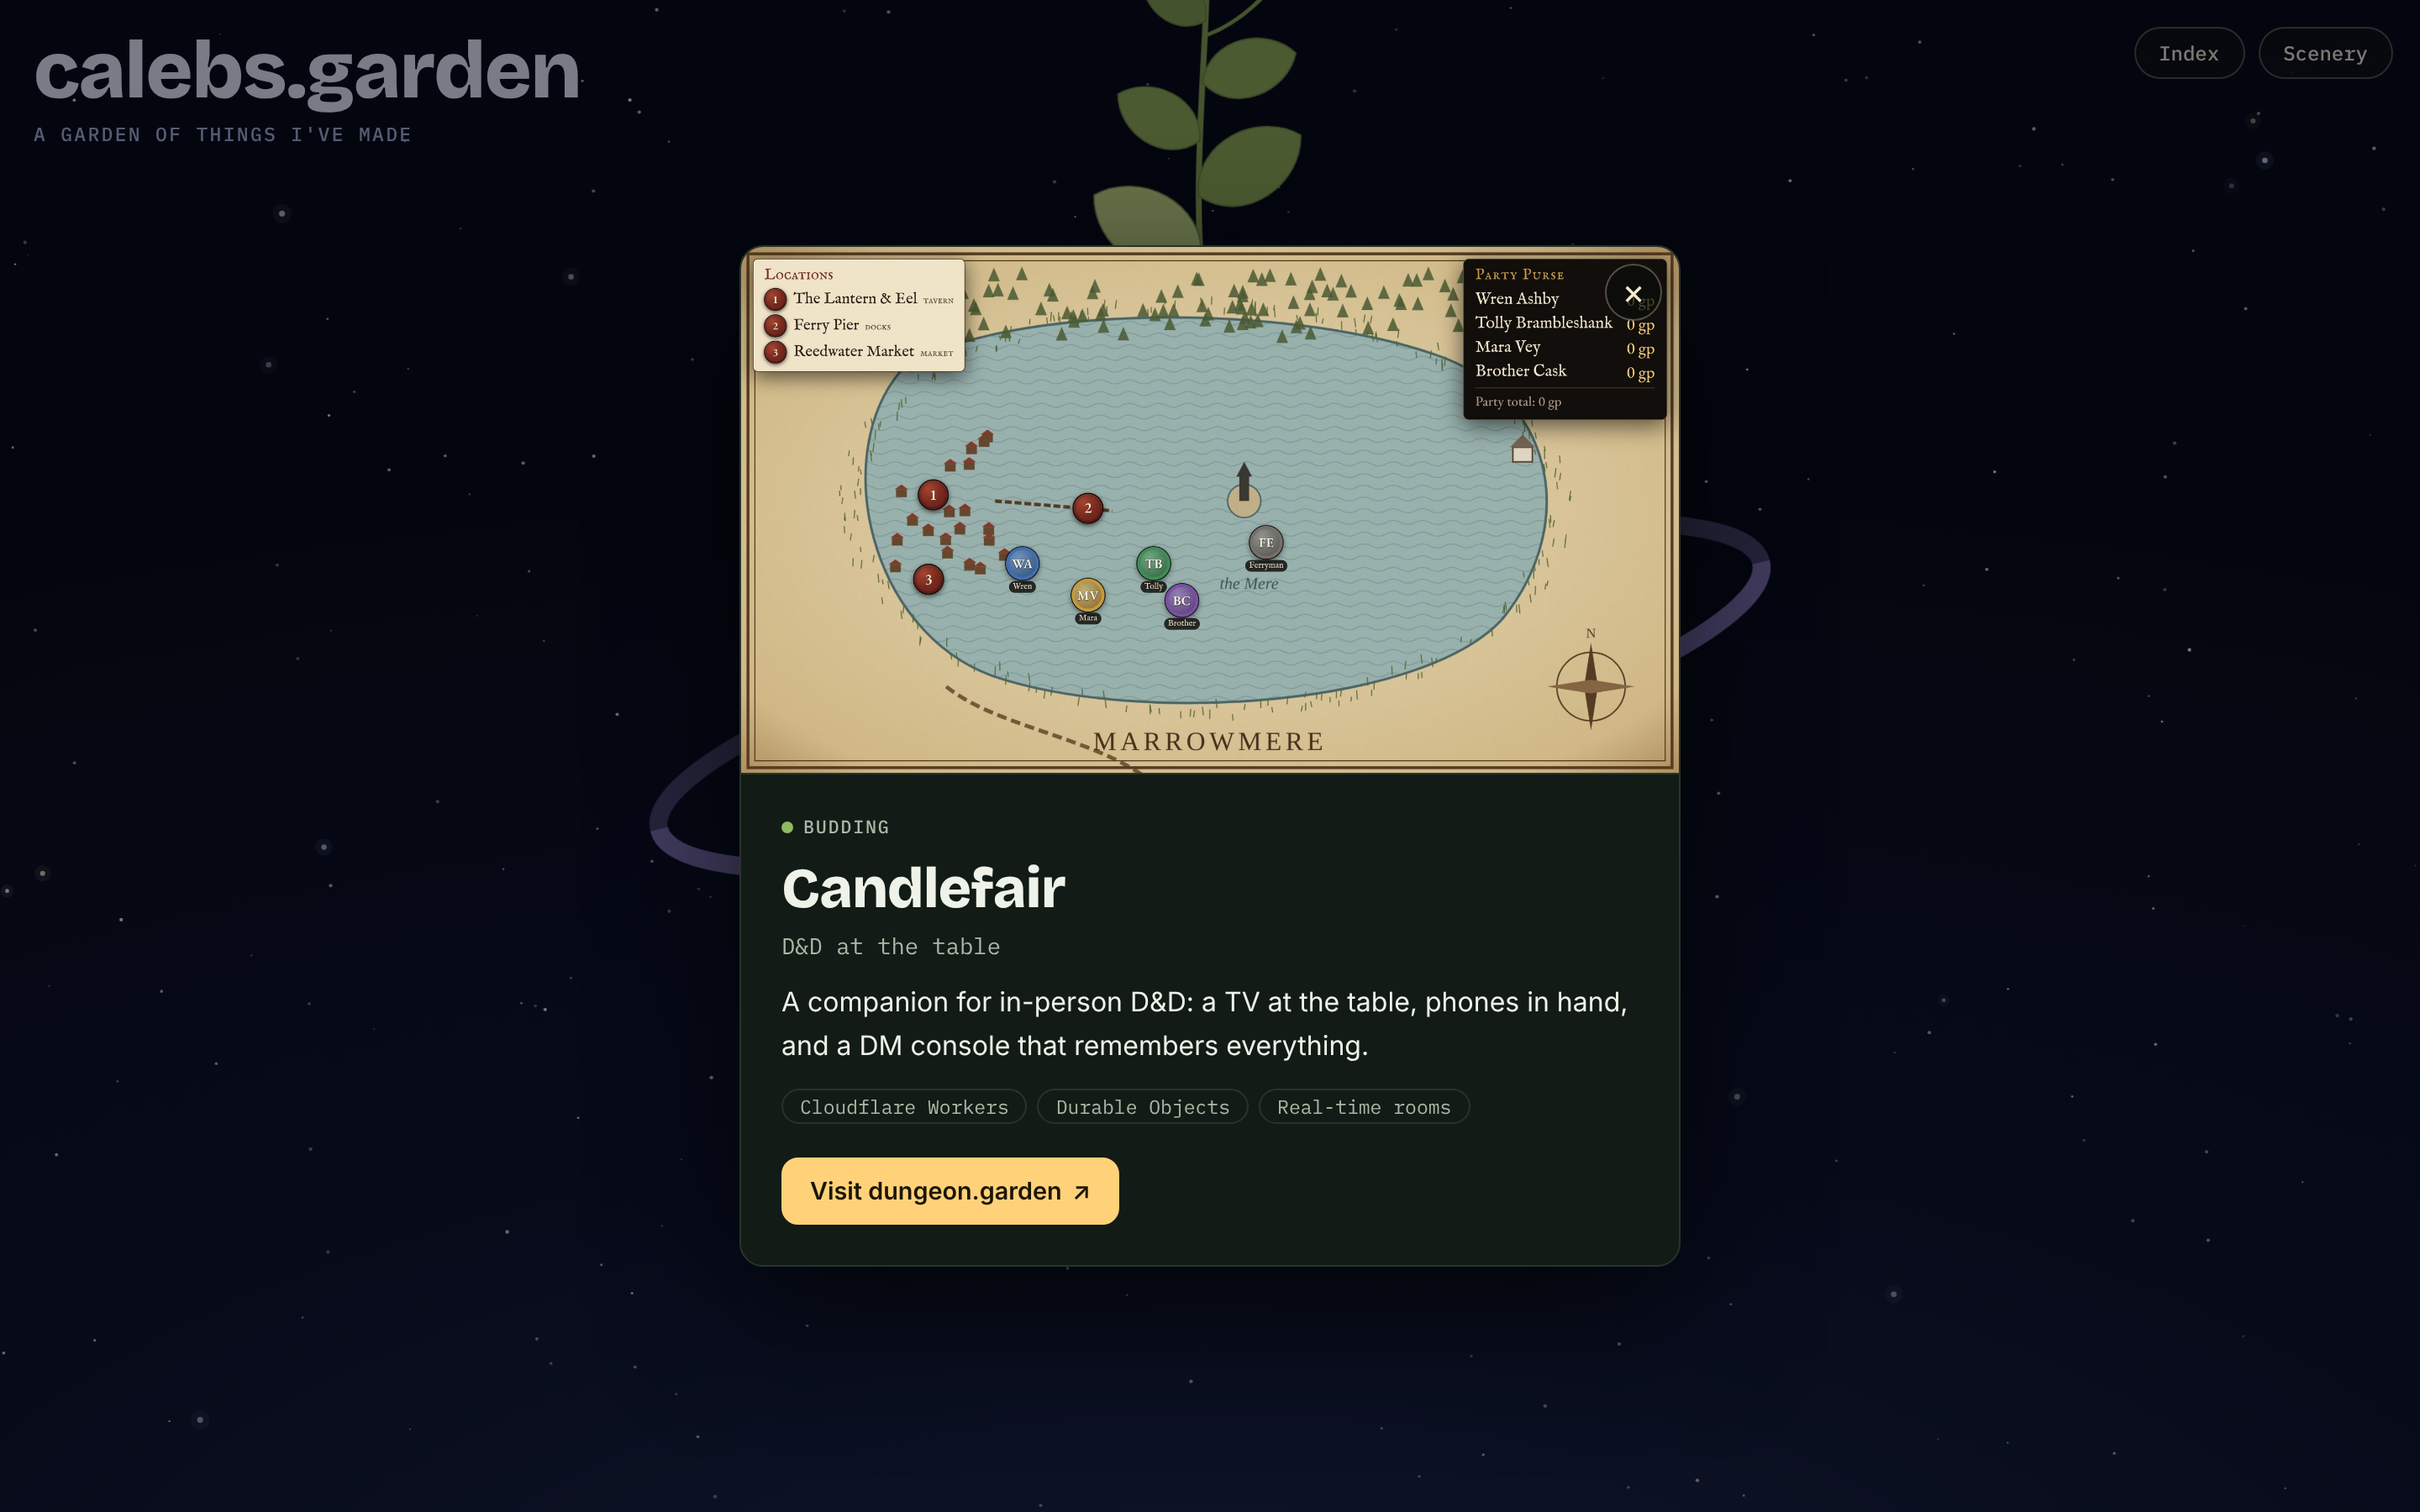 calebs.garden
A GARDEN OF THINGS I'VE MADE
Index
Scenery
Locations
1 The Lantern & Eel TAVERN
2 Ferry Pier DOCKS
3 Reedwater Market MARKET
Party Purse
Wren Ashby 0 gp
Tolly Brambleshank 0 gp
Mara Vey 0 gp
Brother Cask 0 gp
Party total: 0 gp
×
1
2
3
WA
Wren
MV
Mara
TB
Tolly
BC
Brother
FE
Ferryman
the Mere
N
MARROWMERE
BUDDING
Candlefair
D&D at the table
A companion for in-person D&D: a TV at the table, phones in hand,
and a DM console that remembers everything.
Cloudflare Workers
Durable Objects
Real-time rooms
Visit dungeon.garden ↗